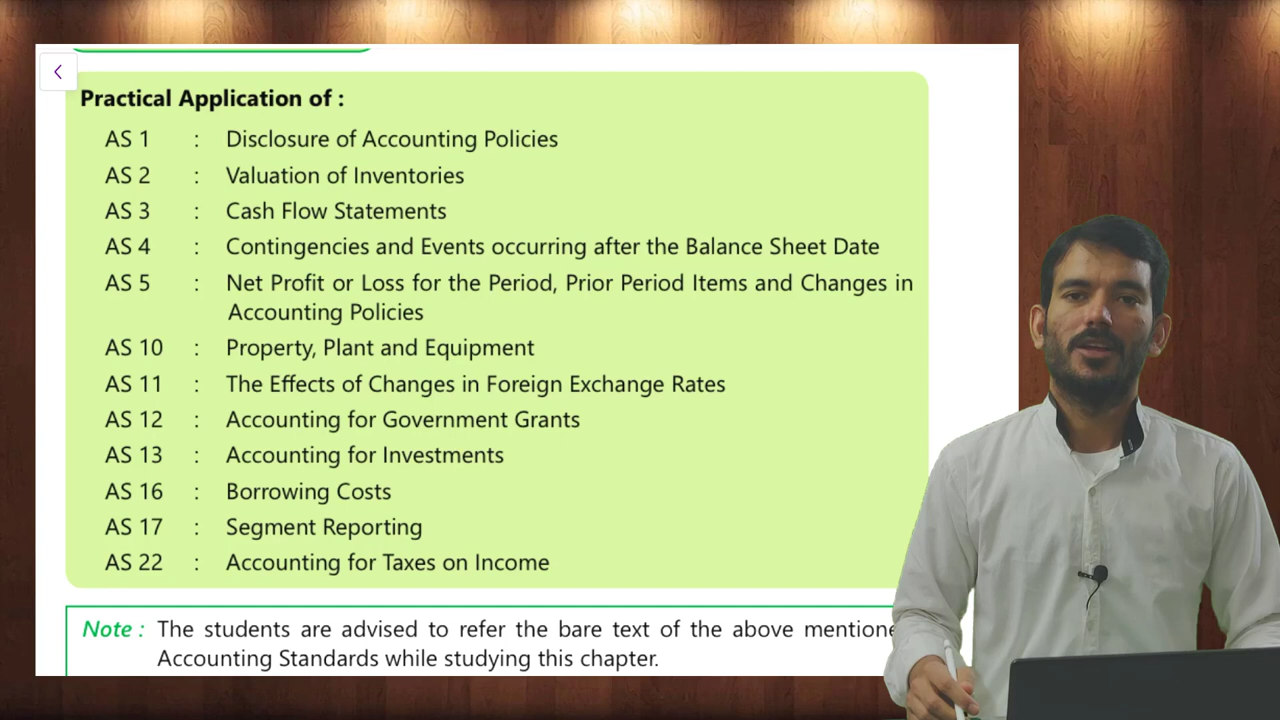 Practical Application of :
AS 1 : Disclosure of Accounting Policies
AS 2 : Valuation of Inventories
AS 3 : Cash Flow Statements
AS 4 : Contingencies and Events occurring after the Balance Sheet Date
AS 5 : Net Profit or Loss for the Period, Prior Period Items and Changes in
Accounting Policies
AS 10 : Property, Plant and Equipment
AS 11 : The Effects of Changes in Foreign Exchange Rates
AS 12 : Accounting for Government Grants
AS 13 : Accounting for Investments
AS 16 : Borrowing Costs
AS 17 : Segment Reporting
AS 22 : Accounting for Taxes on Income
Note : The students are advised to refer the bare text of the above mentione
Accounting Standards while studying this chapter.